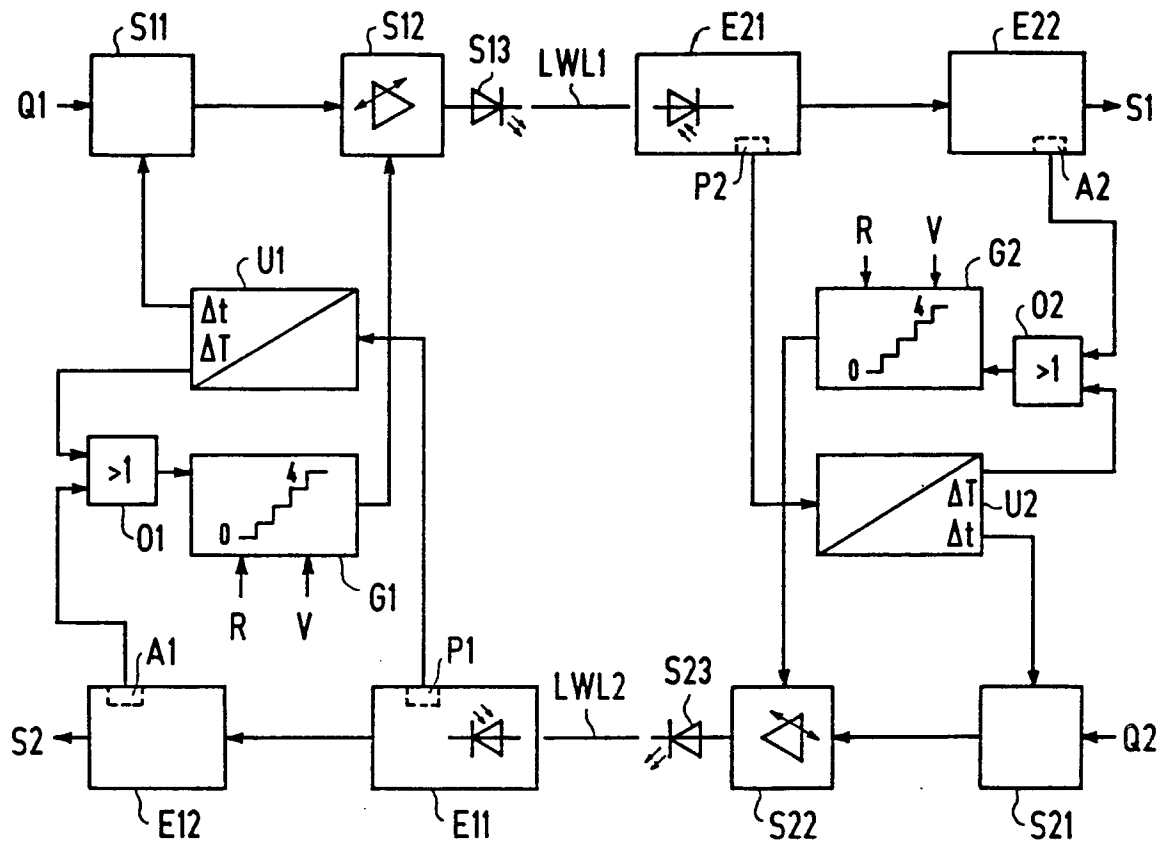 S11 S12 S13 LWL1 E21 E22
Q1 S1
P2 A2
R V
U1 G2
Δt 4 O2
ΔT
0 >1
4
>1 ΔT U2
0 Δt
O1
G1
R V
A1 P1 LWL2 S23
S2 Q2
E12 E11 S22 S21